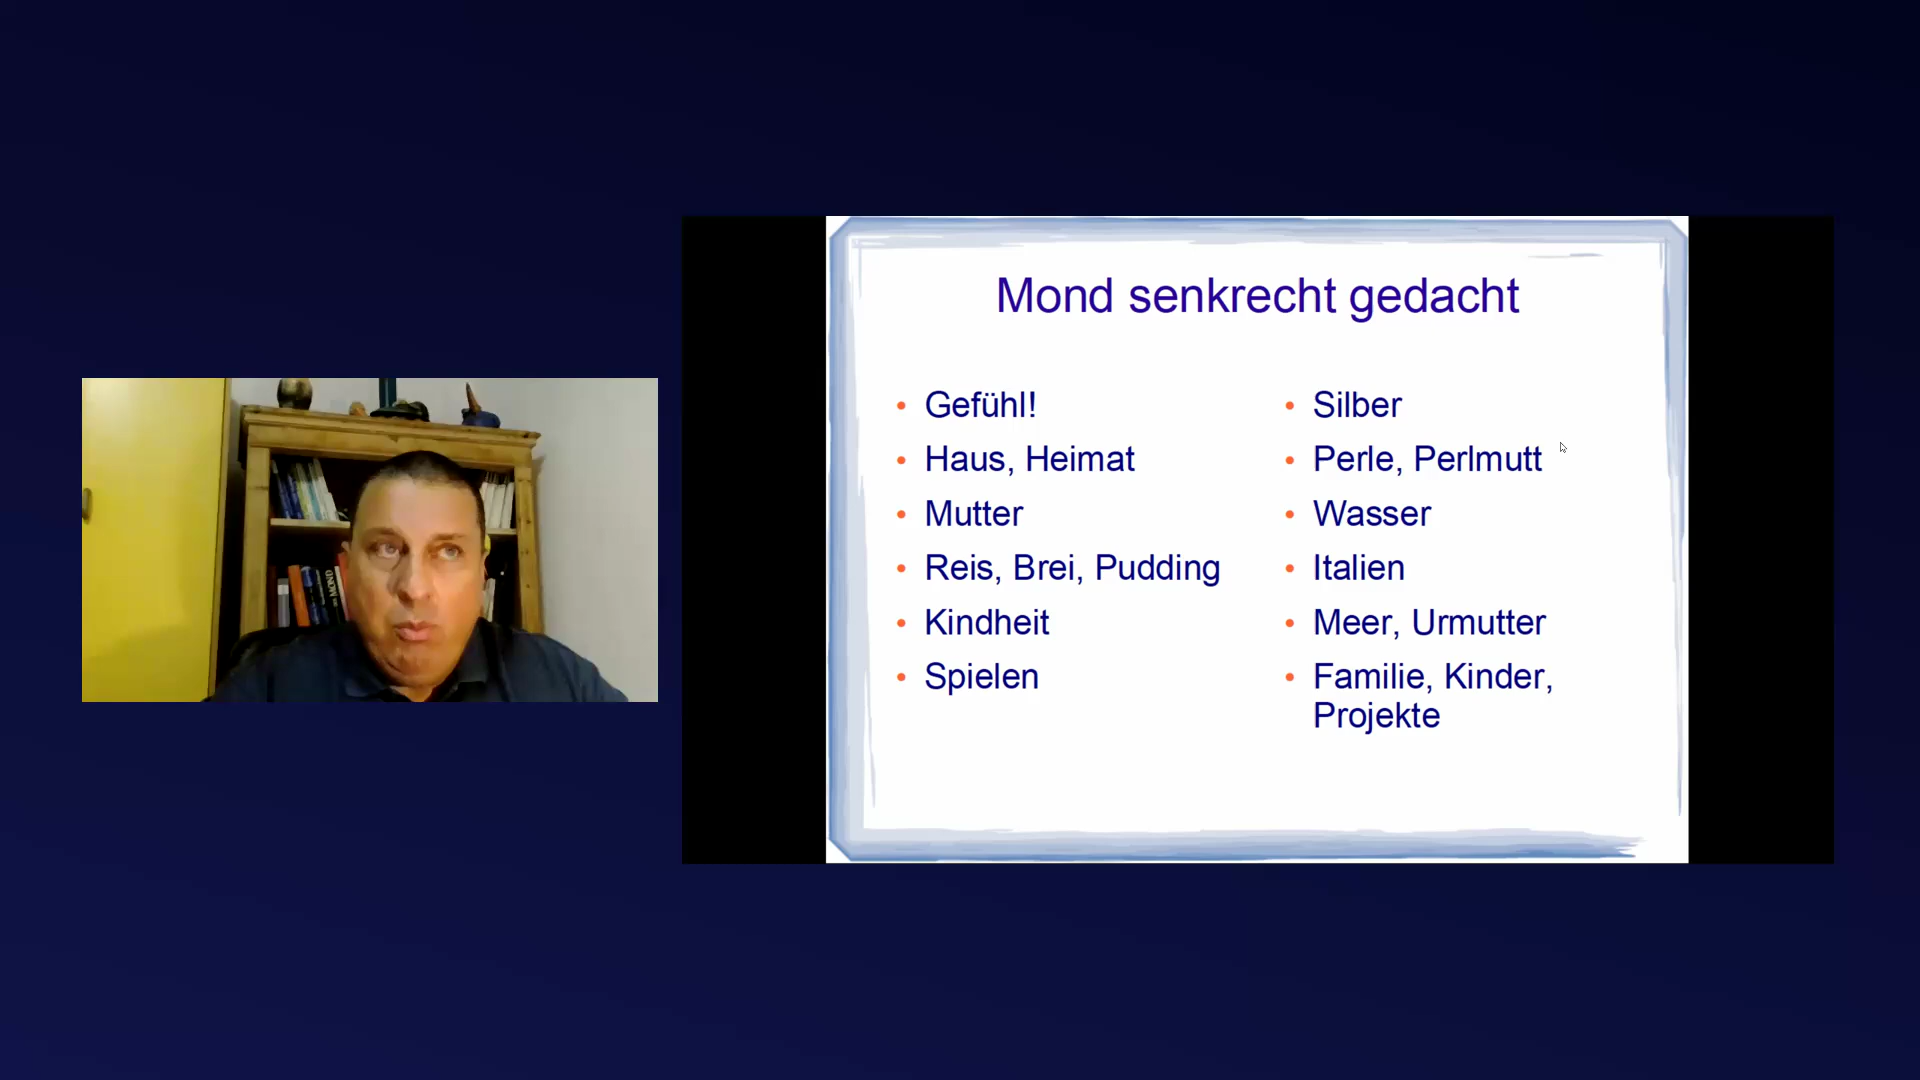 Mond senkrecht gedacht
Gefühl!
Haus, Heimat
Mutter
Reis, Brei, Pudding
Kindheit
Spielen
Silber
Perle, Perlmutt
Wasser
Italien
Meer, Urmutter
Familie, Kinder,
Projekte
MOND